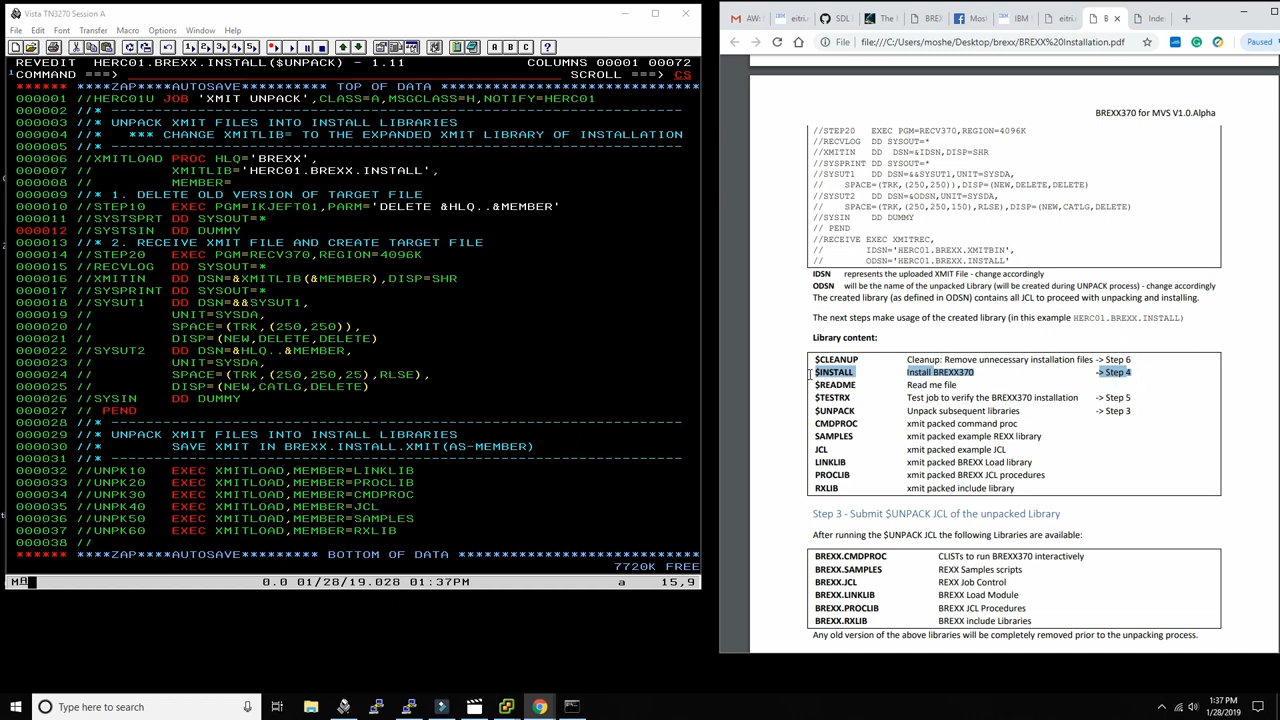 Vista TN3270 Session A
File Edit Font Transfer Macro Options Window Help
REVEDIT HERC01.BREXX.INSTALL($UNPACK) - 1.11 COLUMNS 00001 00072
COMMAND ===> SCROLL ===> CS
****** ****ZAP****AUTOSAVE********* TOP OF DATA
000001 //HERC01U JOB 'XMIT UNPACK',CLASS=A,MSGCLASS=H,NOTIFY=HERC01
000002 //* ------------------------------------------------------------------
000003 //* UNPACK XMIT FILES INTO INSTALL LIBRARIES
000004 //* *** CHANGE XMITLIB= TO THE EXPANDED XMIT LIBRARY OF INSTALLATION
000005 //* ------------------------------------------------------------------
000006 //XMITLOAD PROC HLQ='BREXX',
000007 // XMITLIB='HERC01.BREXX.INSTALL',
000008 // MEMBER=
000009 //* 1. DELETE OLD VERSION OF TARGET FILE
000010 //STEP10 EXEC PGM=IKJEFT01,PARM='DELETE &HLQ..&MEMBER'
000011 //SYSTSPRT DD SYSOUT=*
000012 //SYSTSIN DD DUMMY
000013 //* 2. RECEIVE XMIT FILE AND CREATE TARGET FILE
000014 //STEP20 EXEC PGM=RECV370,REGION=4096K
000015 //RECVLOG DD SYSOUT=*
000016 //XMITIN DD DSN=&XMITLIB(&MEMBER),DISP=SHR
000017 //SYSPRINT DD SYSOUT=*
000018 //SYSUT1 DD DSN=&&SYSUT1,
000019 // UNIT=SYSDA,
000020 // SPACE=(TRK,(250,250)),
000021 // DISP=(NEW,DELETE,DELETE)
000022 //SYSUT2 DD DSN=&HLQ..&MEMBER,
000023 // UNIT=SYSDA,
000024 // SPACE=(TRK,(250,250,25),RLSE),
000025 // DISP=(NEW,CATLG,DELETE)
000026 //SYSIN DD DUMMY
000027 // PEND
000028 //* ------------------------------------------------------------------
000029 //* UNPACK XMIT FILES INTO INSTALL LIBRARIES
000030 //* SAVE XMIT IN BREXX.INSTALL.XMIT(AS-MEMBER)
000031 //* ------------------------------------------------------------------
000032 //UNPK10 EXEC XMITLOAD,MEMBER=LINKLIB
000033 //UNPK20 EXEC XMITLOAD,MEMBER=PROCLIB
000034 //UNPK30 EXEC XMITLOAD,MEMBER=CMDPROC
000035 //UNPK40 EXEC XMITLOAD,MEMBER=JCL
000036 //UNPK50 EXEC XMITLOAD,MEMBER=SAMPLES
000037 //UNPK60 EXEC XMITLOAD,MEMBER=RXLIB
000038 //
****** ****ZAP****AUTOSAVE********* BOTTOM OF DATA
7720K FREE
0.0 01/28/19.028 01:37PM a 15,9
AW: eitri. SDL The BREX Most IBM eitri. B Inde:
File file:///C:/Users/moshe/Desktop/brexx/BREXX%20Installation.pdf Paused
BREXX370 for MVS V1.0.Alpha
//STEP20 EXEC PGM=RECV370,REGION=4096K
//RECVLOG DD SYSOUT=*
//XMITIN DD DSN=&IDSN,DISP=SHR
//SYSPRINT DD SYSOUT=*
//SYSUT1 DD DSN=&&SYSUT1,UNIT=SYSDA,
// SPACE=(TRK,(250,250)),DISP=(NEW,DELETE,DELETE)
//SYSUT2 DD DSN=&ODSN,UNIT=SYSDA,
// SPACE=(TRK,(250,250,150),RLSE),DISP=(NEW,CATLG,DELETE)
//SYSIN DD DUMMY
// PEND
//RECEIVE EXEC XMITREC,
// IDSN='HERC01.BREXX.XMITBIN',
// ODSN='HERC01.BREXX.INSTALL'
IDSN represents the uploaded XMIT File - change accordingly
ODSN will be the name of the unpacked Library (will be created during UNPACK process) - change accordingly
The created library (as defined in ODSN) contains all JCL to proceed with unpacking and installing.
The next steps make usage of the created library (in this example HERC01.BREXX.INSTALL)
Library content:
$CLEANUP Cleanup: Remove unnecessary installation files -> Step 6
$INSTALL Install BREXX370 -> Step 4
$README Read me file
$TESTRX Test job to verify the BREXX370 installation -> Step 5
$UNPACK Unpack subsequent libraries -> Step 3
CMDPROC xmit packed command proc
SAMPLES xmit packed example REXX library
JCL xmit packed example JCL
LINKLIB xmit packed BREXX Load library
PROCLIB xmit packed BREXX JCL procedures
RXLIB xmit packed include library
Step 3 - Submit $UNPACK JCL of the unpacked Library
After running the $UNPACK JCL the following Libraries are available:
BREXX.CMDPROC CLISTs to run BREXX370 interactively
BREXX.SAMPLES REXX Samples scripts
BREXX.JCL REXX Job Control
BREXX.LINKLIB BREXX Load Module
BREXX.PROCLIB BREXX JCL Procedures
BREXX.RXLIB BREXX include Libraries
Any old version of the above libraries will be completely removed prior to the unpacking process.
Type here to search
1:37 PM
1/28/2019